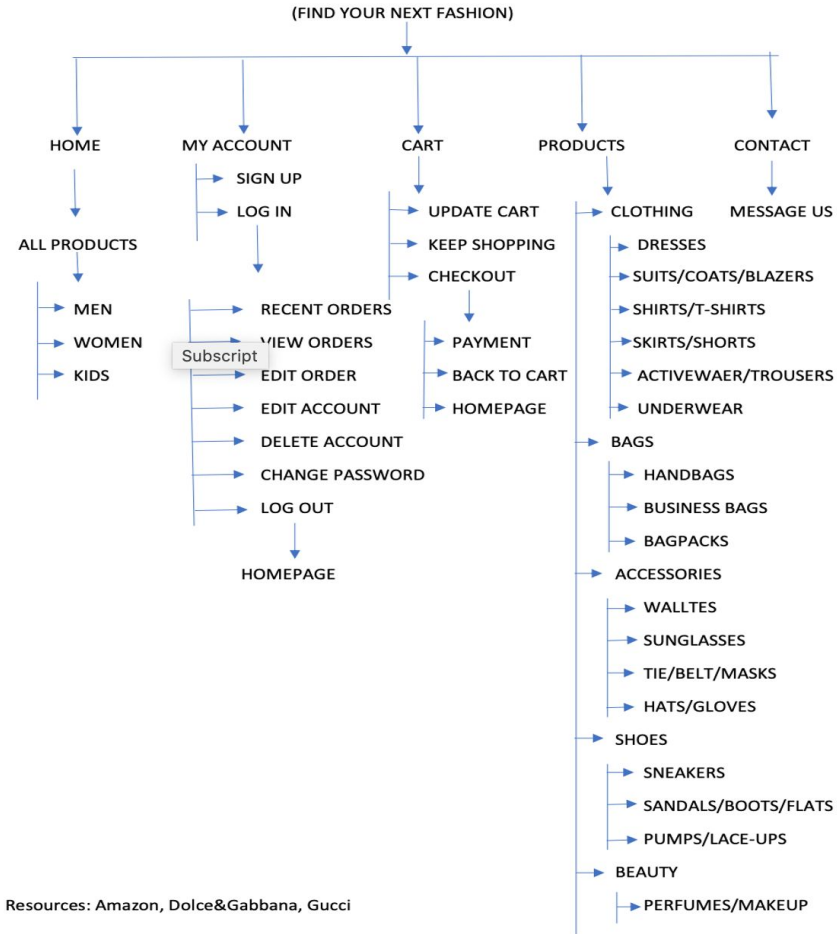 (FIND YOUR NEXT FASHION)
HOME
MY ACCOUNT
CART
PRODUCTS
CONTACT
ALL PRODUCTS
MEN
WOMEN
KIDS
SIGN UP
LOG IN
RECENT ORDERS
VIEW ORDERS
Subscript
EDIT ORDER
EDIT ACCOUNT
DELETE ACCOUNT
CHANGE PASSWORD
LOG OUT
HOMEPAGE
UPDATE CART
KEEP SHOPPING
CHECKOUT
PAYMENT
BACK TO CART
HOMEPAGE
CLOTHING
DRESSES
SUITS/COATS/BLAZERS
SHIRTS/T-SHIRTS
SKIRTS/SHORTS
ACTIVEWAER/TROUSERS
UNDERWEAR
BAGS
HANDBAGS
BUSINESS BAGS
BAGPACKS
ACCESSORIES
WALLTES
SUNGLASSES
TIE/BELT/MASKS
HATS/GLOVES
SHOES
SNEAKERS
SANDALS/BOOTS/FLATS
PUMPS/LACE-UPS
BEAUTY
PERFUMES/MAKEUP
MESSAGE US
Resources: Amazon, Dolce&Gabbana, Gucci